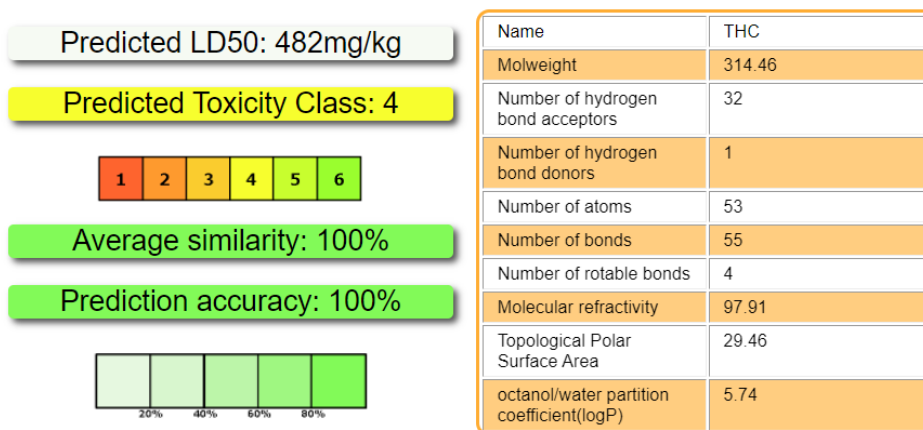 Predicted LD50: 482mg/kg
Predicted Toxicity Class: 4
1 2 3 4 5 6
Average similarity: 100%
Prediction accuracy: 100%
20% 40% 60% 80%
Name THC
Molweight 314.46
Number of hydrogen
bond acceptors 32
Number of hydrogen
bond donors 1
Number of atoms 53
Number of bonds 55
Number of rotable bonds 4
Molecular refractivity 97.91
Topological Polar
Surface Area 29.46
octanol/water partition
coefficient(logP) 5.74